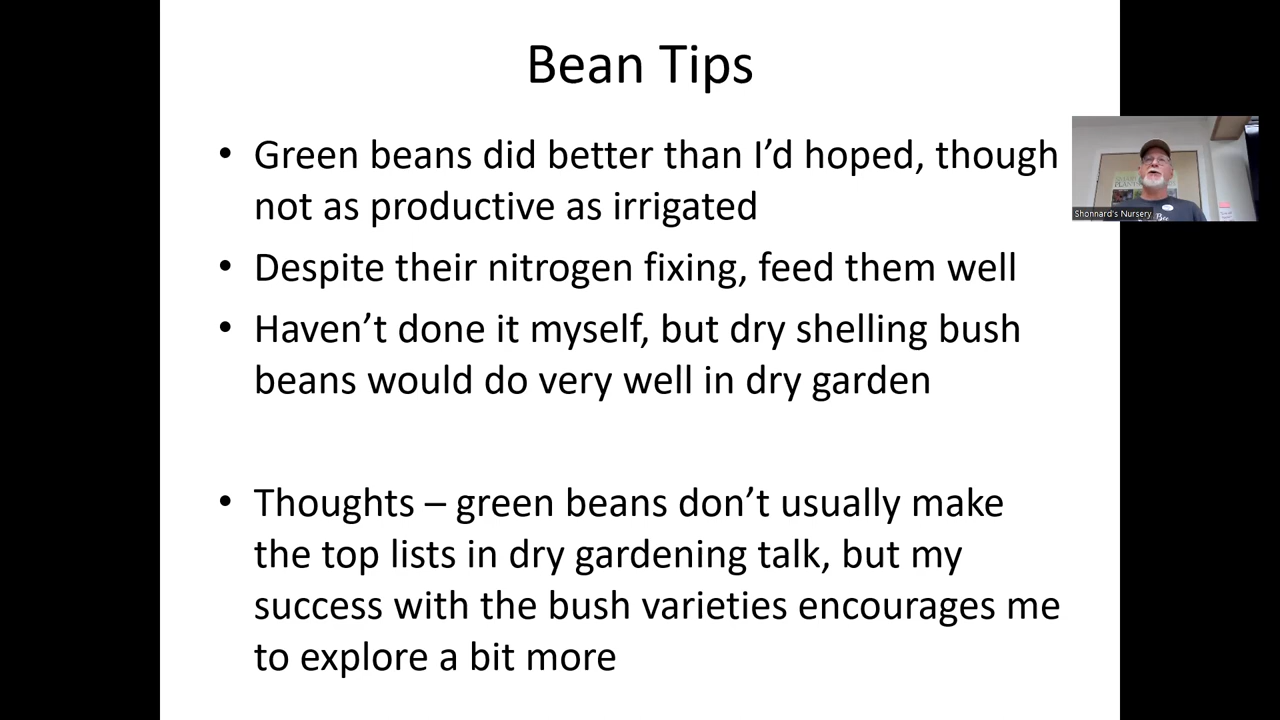 Bean Tips
• Green beans did better than I’d hoped, though
not as productive as irrigated
• Despite their nitrogen fixing, feed them well
• Haven’t done it myself, but dry shelling bush
beans would do very well in dry garden
• Thoughts – green beans don’t usually make
the top lists in dry gardening talk, but my
success with the bush varieties encourages me
to explore a bit more
Shonnard's Nursery